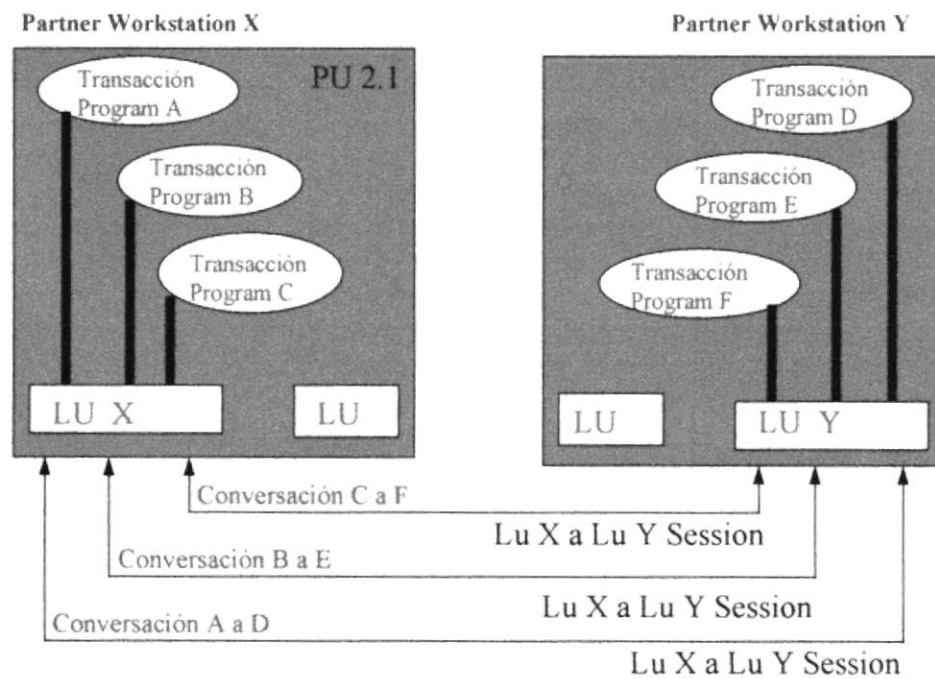 Partner Workstation X
Partner Workstation Y
PU 2.1
Transacción
Program A
Transacción
Program B
Transacción
Program C
LU X
LU
Transacción
Program D
Transacción
Program E
Transacción
Program F
LU
LU Y
Conversación C a F
Lu X a Lu Y Session
Conversación B a E
Lu X a Lu Y Session
Conversación A a D
Lu X a Lu Y Session